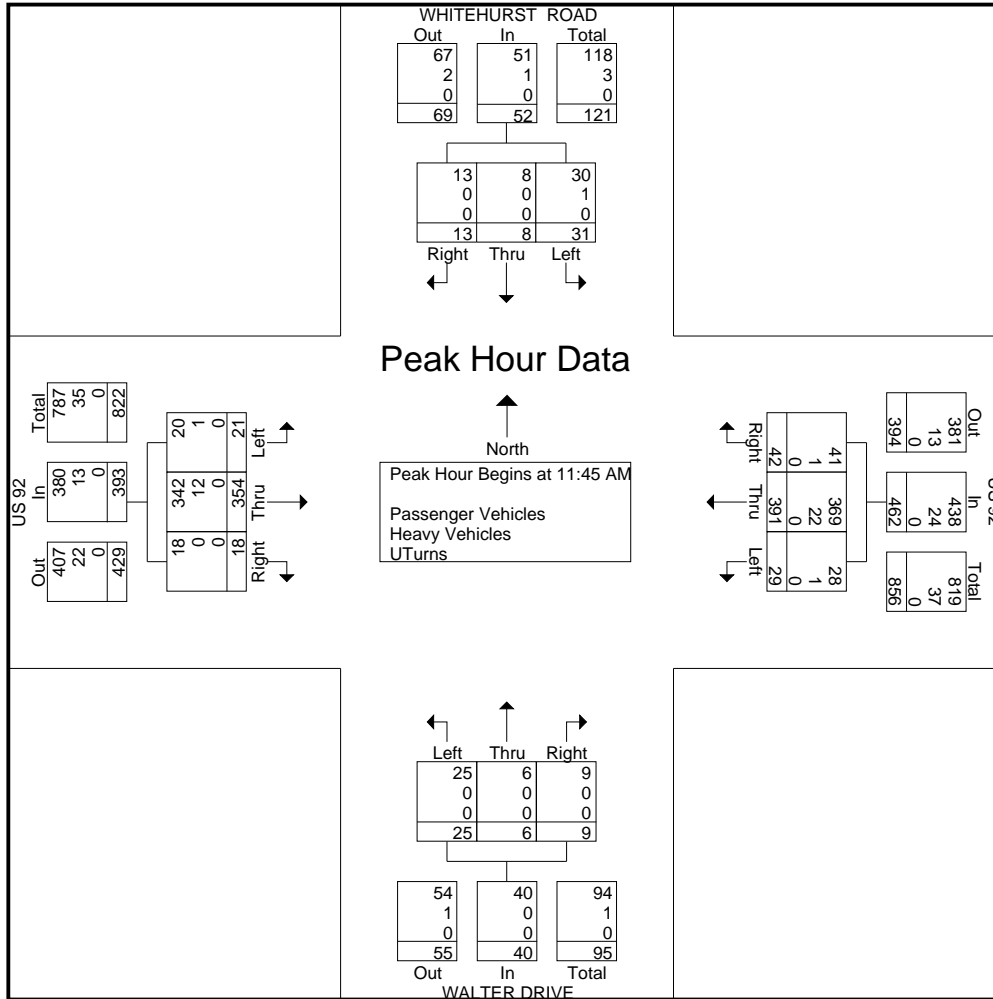 WHITEHURST ROAD
Out In Total
67 51 118
2 1 3
0 0 0
69 52 121
13 8 30
0 0 1
0 0 0
13 8 31
Right Thru Left
Peak Hour Data
North
Peak Hour Begins at 11:45 AM
Passenger Vehicles
Heavy Vehicles
UTurns
US 92
Out In Total
407 380 787
22 13 35
0 0 0
429 393 822
20 342 18
1 12 0
0 0 0
21 354 18
Left Thru Right
US 92
Out In Total
381 438 819
13 24 37
0 0 0
394 462 856
41 369 28
1 22 1
0 0 0
42 391 29
Right Thru Left
Left Thru Right
25 6 9
0 0 0
0 0 0
25 6 9
54 40 94
1 0 1
0 0 0
55 40 95
Out In Total
WALTER DRIVE